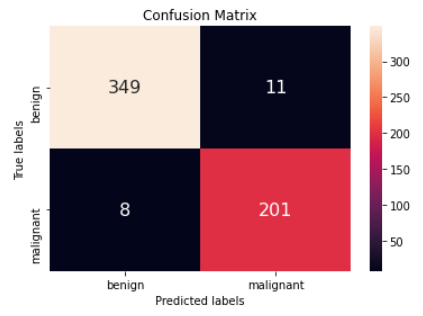 Confusion Matrix
benign
349
11
malignant
8
201
benign
malignant
True labels
Predicted labels
300
250
200
150
100
50